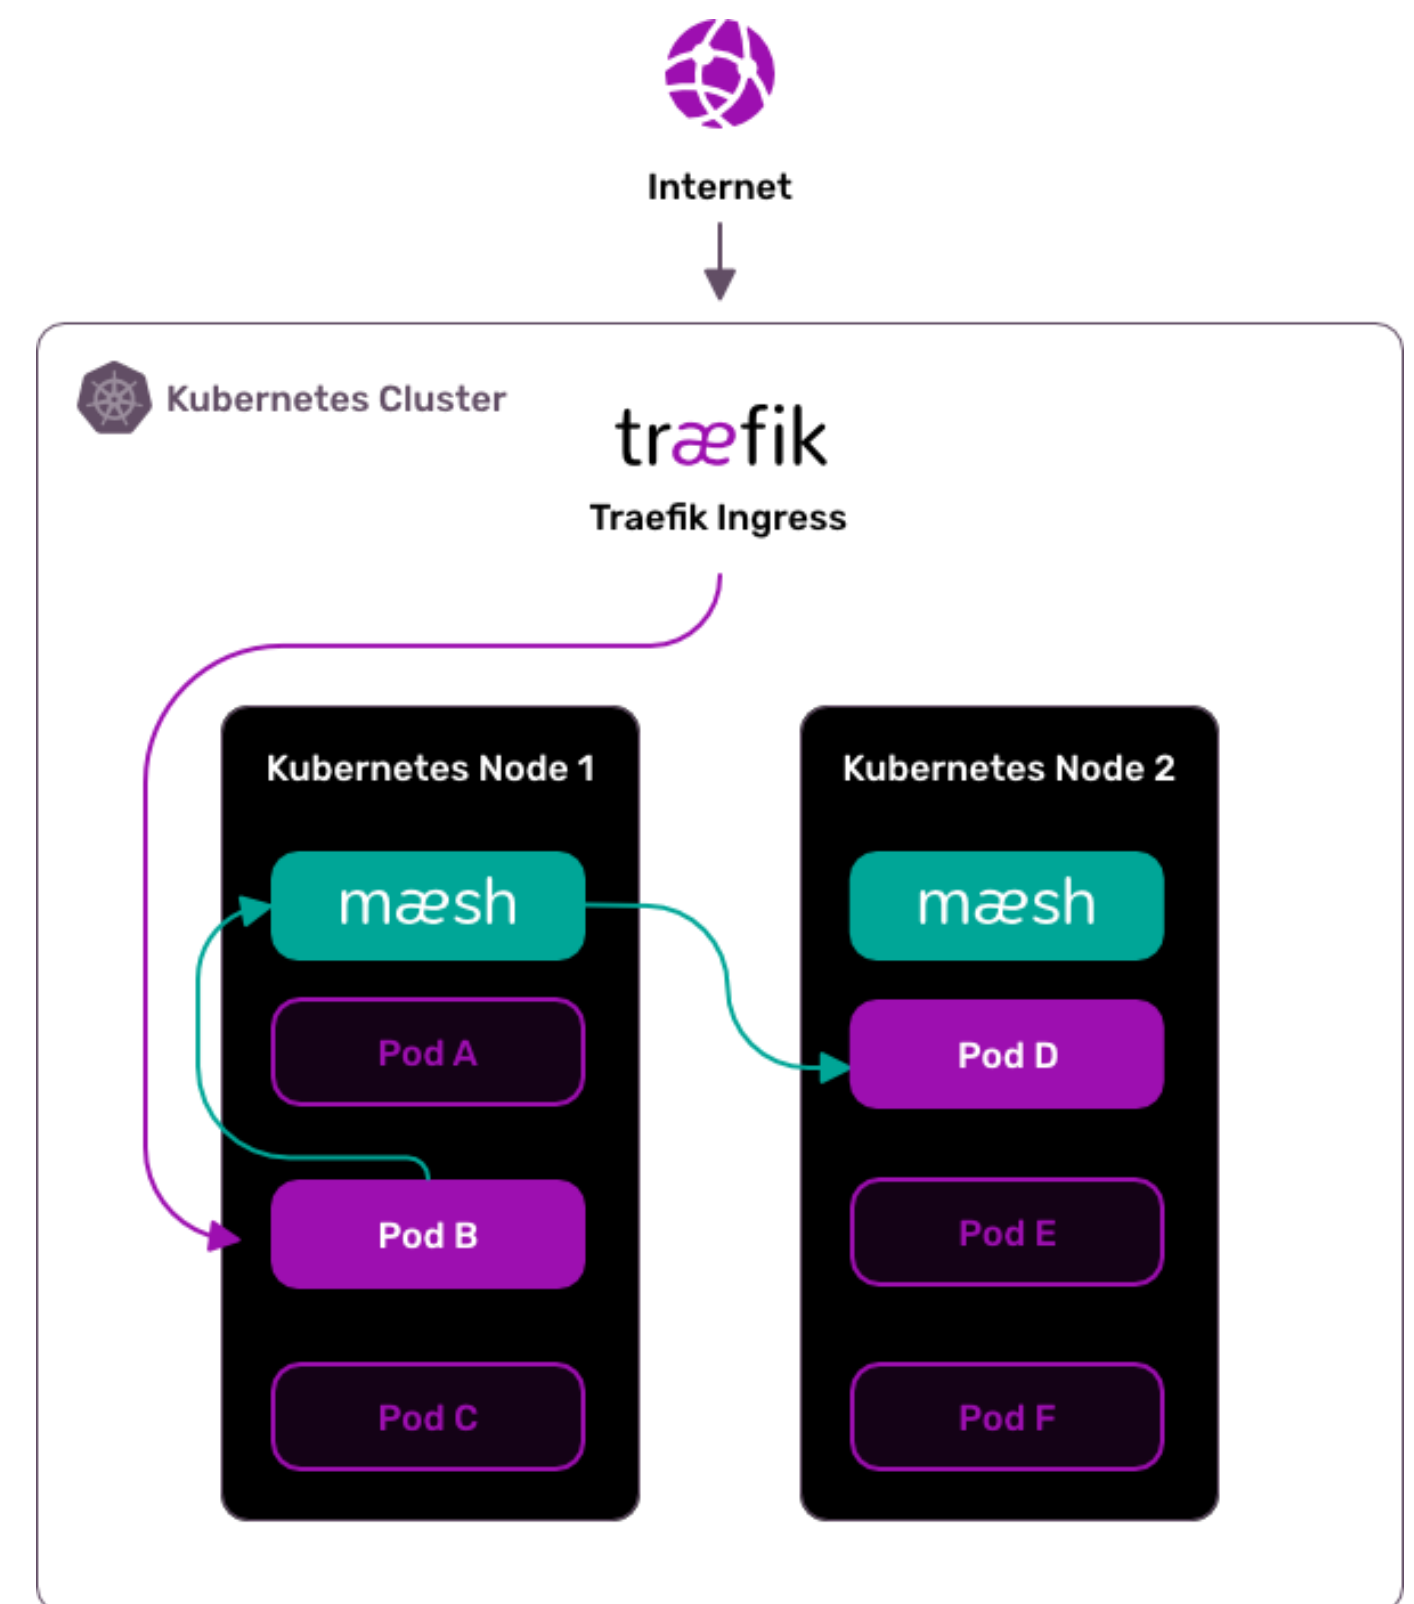 Internet
Kubernetes Cluster
træfik
Traefik Ingress
Kubernetes Node 1
mæsh
Pod A
Pod B
Pod C
Kubernetes Node 2
mæsh
Pod D
Pod E
Pod F